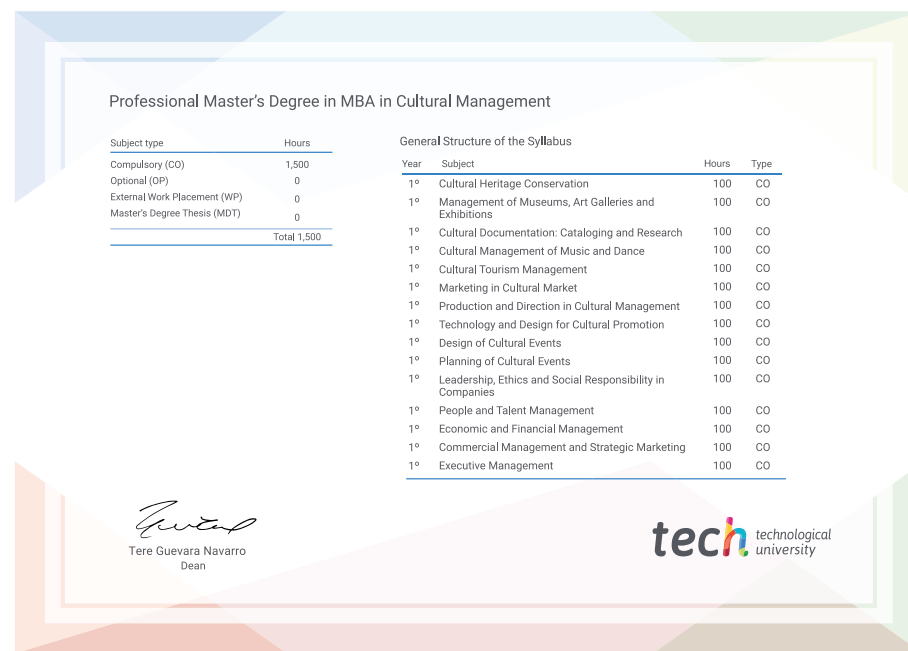 Professional Master's Degree in MBA in Cultural Management
Subject type Hours
Compulsory (CO) 1,500
Optional (OP) 0
External Work Placement (WP) 0
Master's Degree Thesis (MDT) 0
Total 1,500
General Structure of the Syllabus
Year Subject Hours Type
1º Cultural Heritage Conservation 100 CO
1º Management of Museums, Art Galleries and 100 CO
Exhibitions
1º Cultural Documentation: Cataloging and Research 100 CO
1º Cultural Management of Music and Dance 100 CO
1º Cultural Tourism Management 100 CO
1º Marketing in Cultural Market 100 CO
1º Production and Direction in Cultural Management 100 CO
1º Technology and Design for Cultural Promotion 100 CO
1º Design of Cultural Events 100 CO
1º Planning of Cultural Events 100 CO
1º Leadership, Ethics and Social Responsibility in 100 CO
Companies
1º People and Talent Management 100 CO
1º Economic and Financial Management 100 CO
1º Commercial Management and Strategic Marketing 100 CO
1º Executive Management 100 CO
Tere Guevara Navarro
Dean
tech technological
university